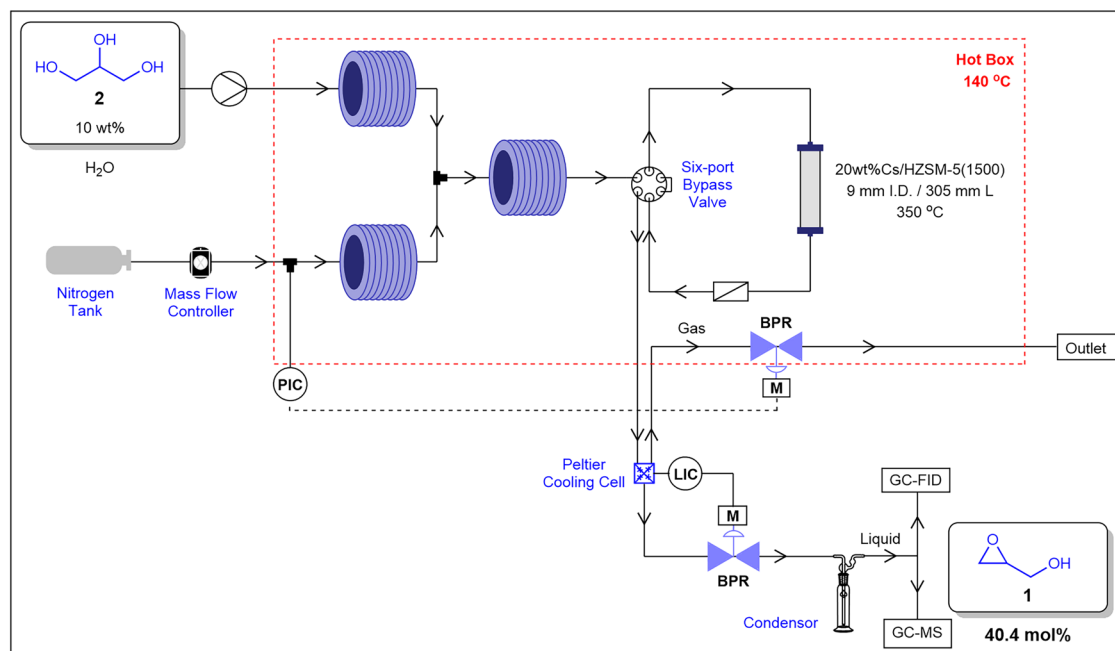 OH
HO
OH
2
10 wt%
H₂O
Hot Box
140 °C
Six-port
Bypass
Valve
20wt%Cs/HZSM-5(1500)
9 mm I.D. / 305 mm L
350 °C
Nitrogen
Tank
Mass Flow
Controller
PIC
Gas
BPR
M
Outlet
Peltier
Cooling Cell
LIC
M
BPR
Condensor
Liquid
GC-FID
GC-MS
O
OH
1
40.4 mol%